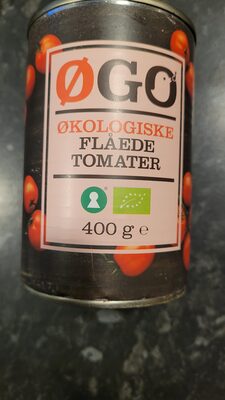 ØGO
ØKOLOGISKE
FLÅEDE
TOMATER
400 g e